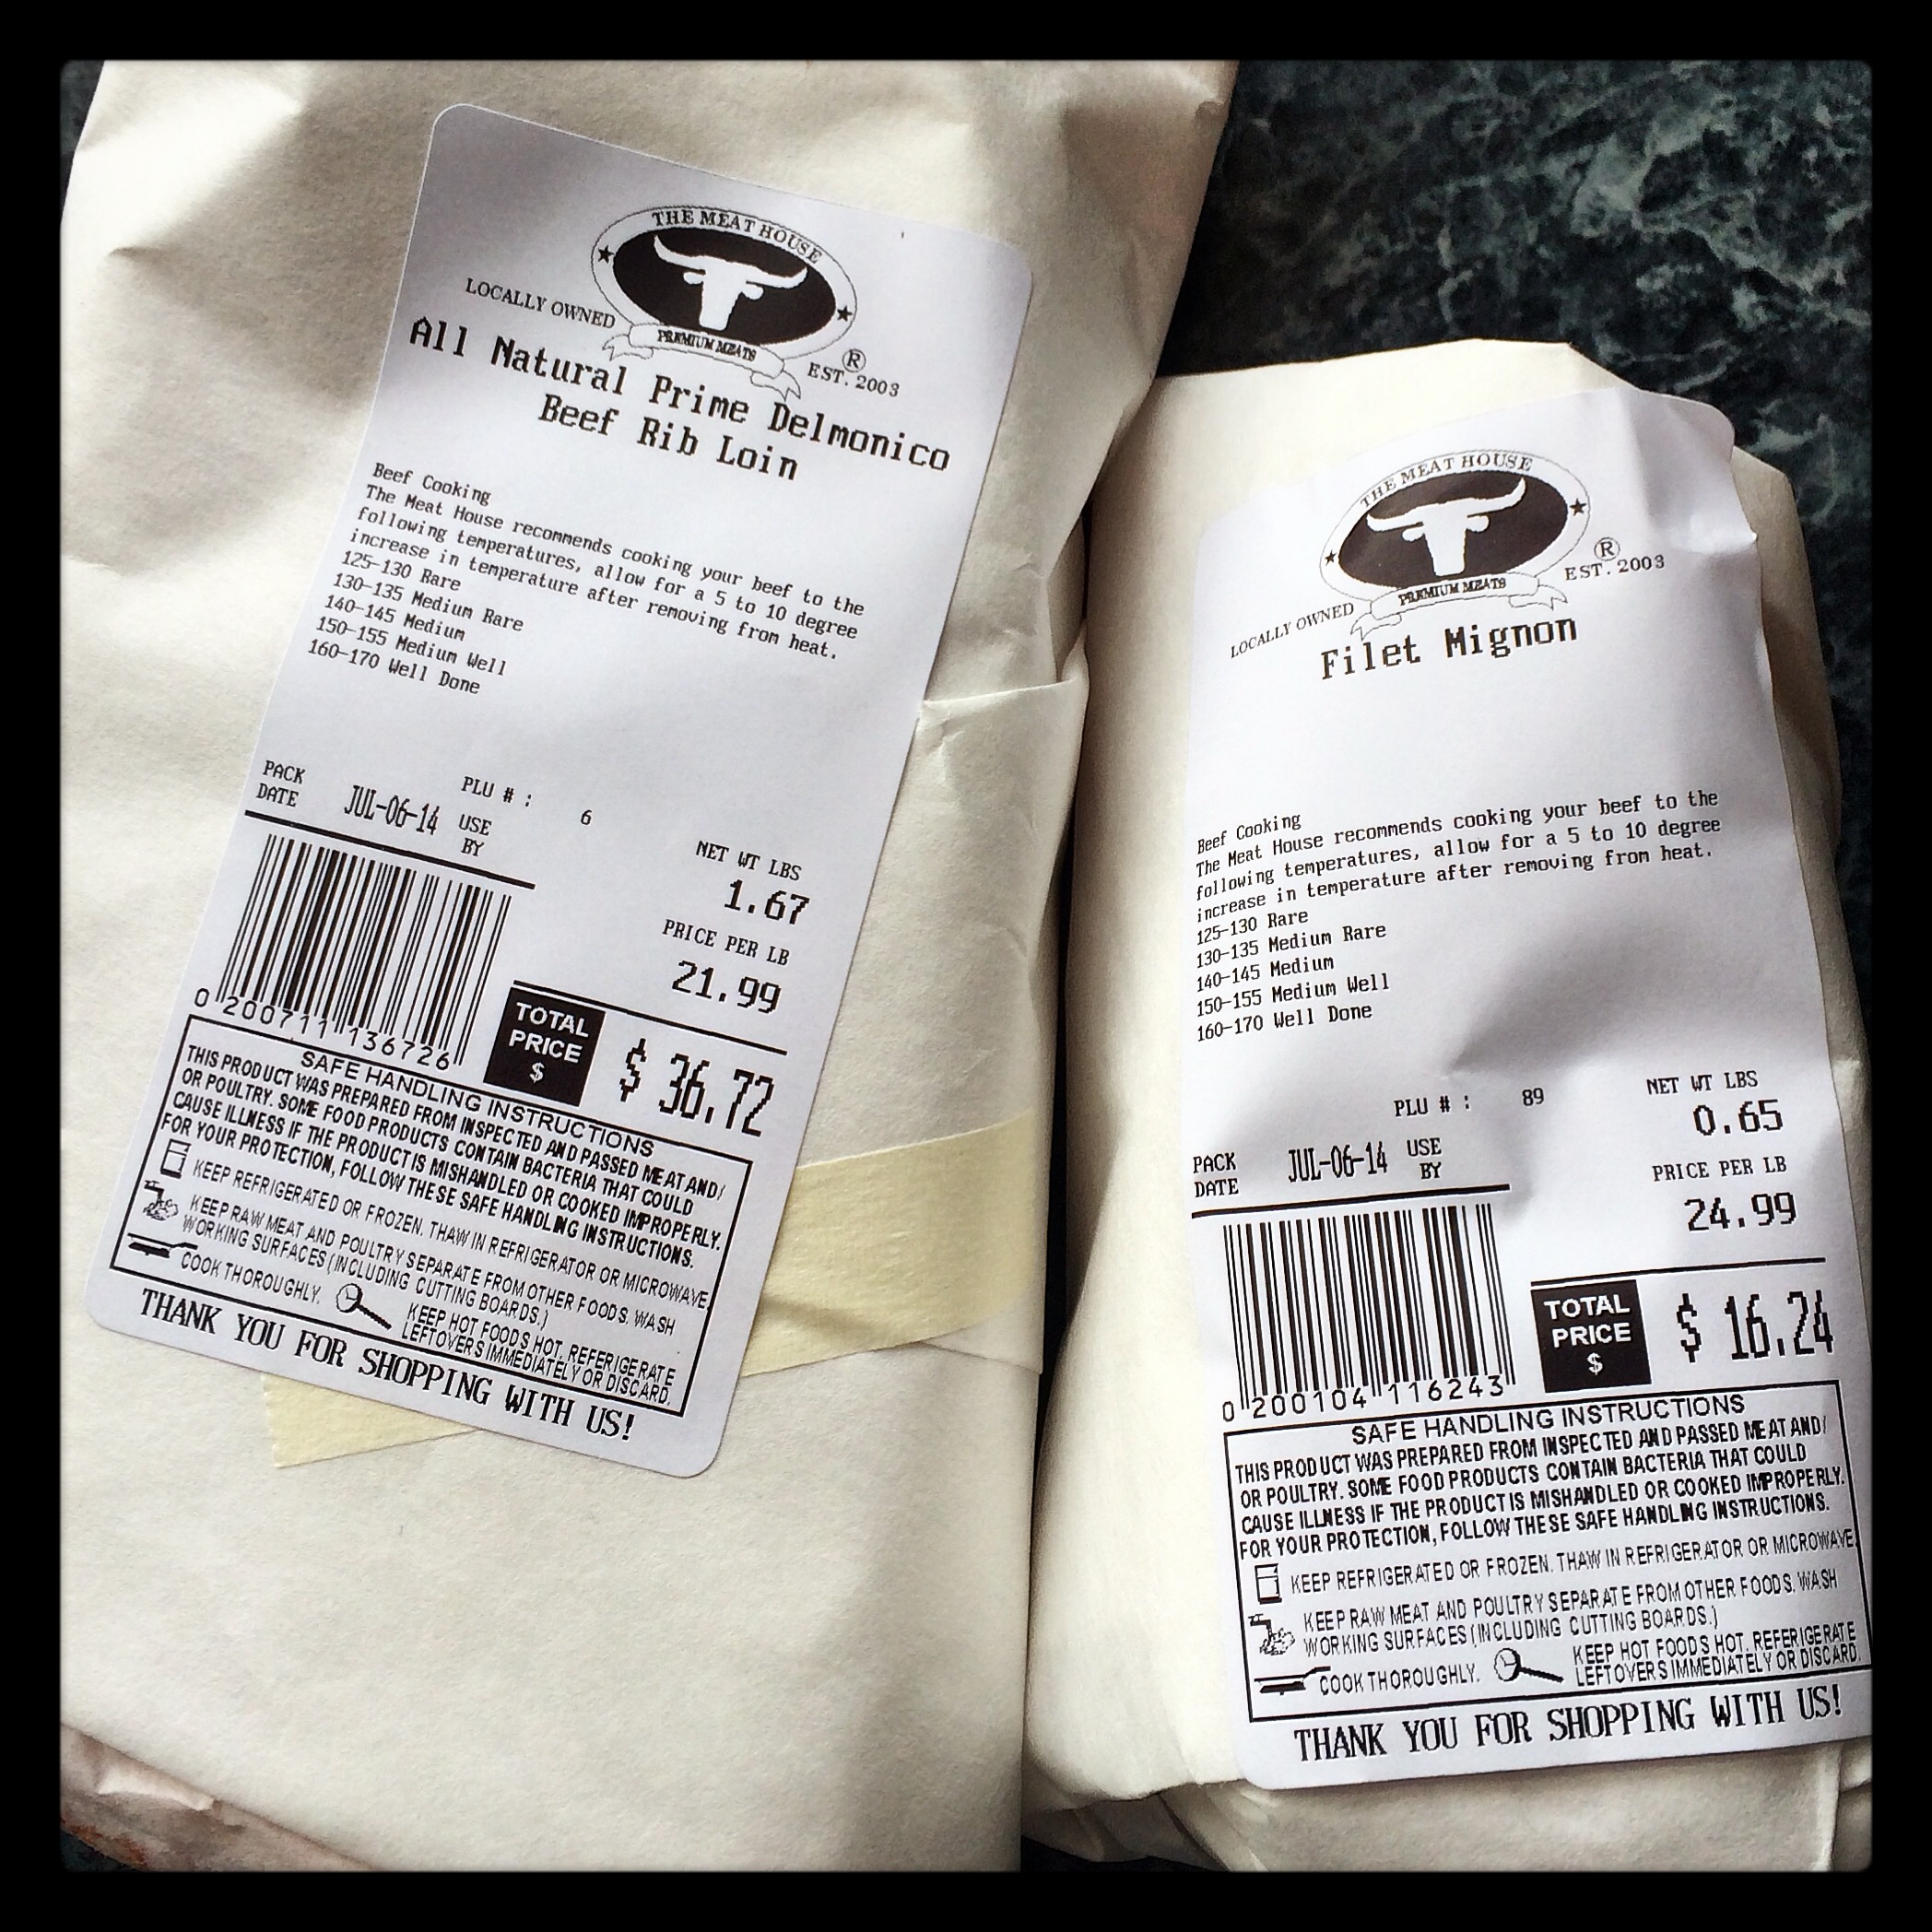 THE MEAT HOUSE
LOCALLY OWNED
PREMIUM MEATS
®
EST. 2003
All Natural Prime Delmonico
Beef Rib Loin
Beef Cooking
The Meat House recommends cooking your beef to the
following temperatures, allow for a 5 to 10 degree
increase in temperature after removing from heat.
125-130 Rare
130-135 Medium Rare
140-145 Medium
150-155 Medium Well
160-170 Well Done
PLU # : 6
PACK
DATE
JUL-06-14
USE
BY
NET WT LBS
1.67
PRICE PER LB
21.99
0 200711 136726
TOTAL
PRICE
$
$ 36.72
SAFE HANDLING INSTRUCTIONS
THIS PRODUCT WAS PREPARED FROM INSPECTED AND PASSED MEAT AND/
OR POULTRY. SOME FOOD PRODUCTS CONTAIN BACTERIA THAT COULD
CAUSE ILLNESS IF THE PRODUCT IS MISHANDLED OR COOKED IMPROPERLY.
FOR YOUR PROTECTION, FOLLOW THESE SAFE HANDLING INSTRUCTIONS.
KEEP REFRIGERATED OR FROZEN. THAW IN REFRIGERATOR OR MICROWAVE.
KEEP RAW MEAT AND POULTRY SEPARATE FROM OTHER FOODS. WASH
WORKING SURFACES (INCLUDING CUTTING BOARDS.)
COOK THOROUGHLY.
KEEP HOT FOODS HOT. REFERIGERATE
LEFTOVERS IMMEDIATELY OR DISCARD.
THANK YOU FOR SHOPPING WITH US!
THE MEAT HOUSE
LOCALLY OWNED
PREMIUM MEATS
®
EST. 2003
Filet Mignon
Beef Cooking
The Meat House recommends cooking your beef to the
following temperatures, allow for a 5 to 10 degree
increase in temperature after removing from heat.
125-130 Rare
130-135 Medium Rare
140-145 Medium
150-155 Medium Well
160-170 Well Done
PLU # : 89
NET WT LBS
0.65
PACK
DATE
JUL-06-14
USE
BY
PRICE PER LB
24.99
0 200104 116243
TOTAL
PRICE
$
$ 16.24
SAFE HANDLING INSTRUCTIONS
THIS PRODUCT WAS PREPARED FROM INSPECTED AND PASSED MEAT AND/
OR POULTRY. SOME FOOD PRODUCTS CONTAIN BACTERIA THAT COULD
CAUSE ILLNESS IF THE PRODUCT IS MISHANDLED OR COOKED IMPROPERLY.
FOR YOUR PROTECTION, FOLLOW THESE SAFE HANDLING INSTRUCTIONS.
KEEP REFRIGERATED OR FROZEN. THAW IN REFRIGERATOR OR MICROWAVE.
KEEP RAW MEAT AND POULTRY SEPARATE FROM OTHER FOODS. WASH
WORKING SURFACES (INCLUDING CUTTING BOARDS.)
COOK THOROUGHLY.
KEEP HOT FOODS HOT. REFERIGERATE
LEFTOVERS IMMEDIATELY OR DISCARD.
THANK YOU FOR SHOPPING WITH US!